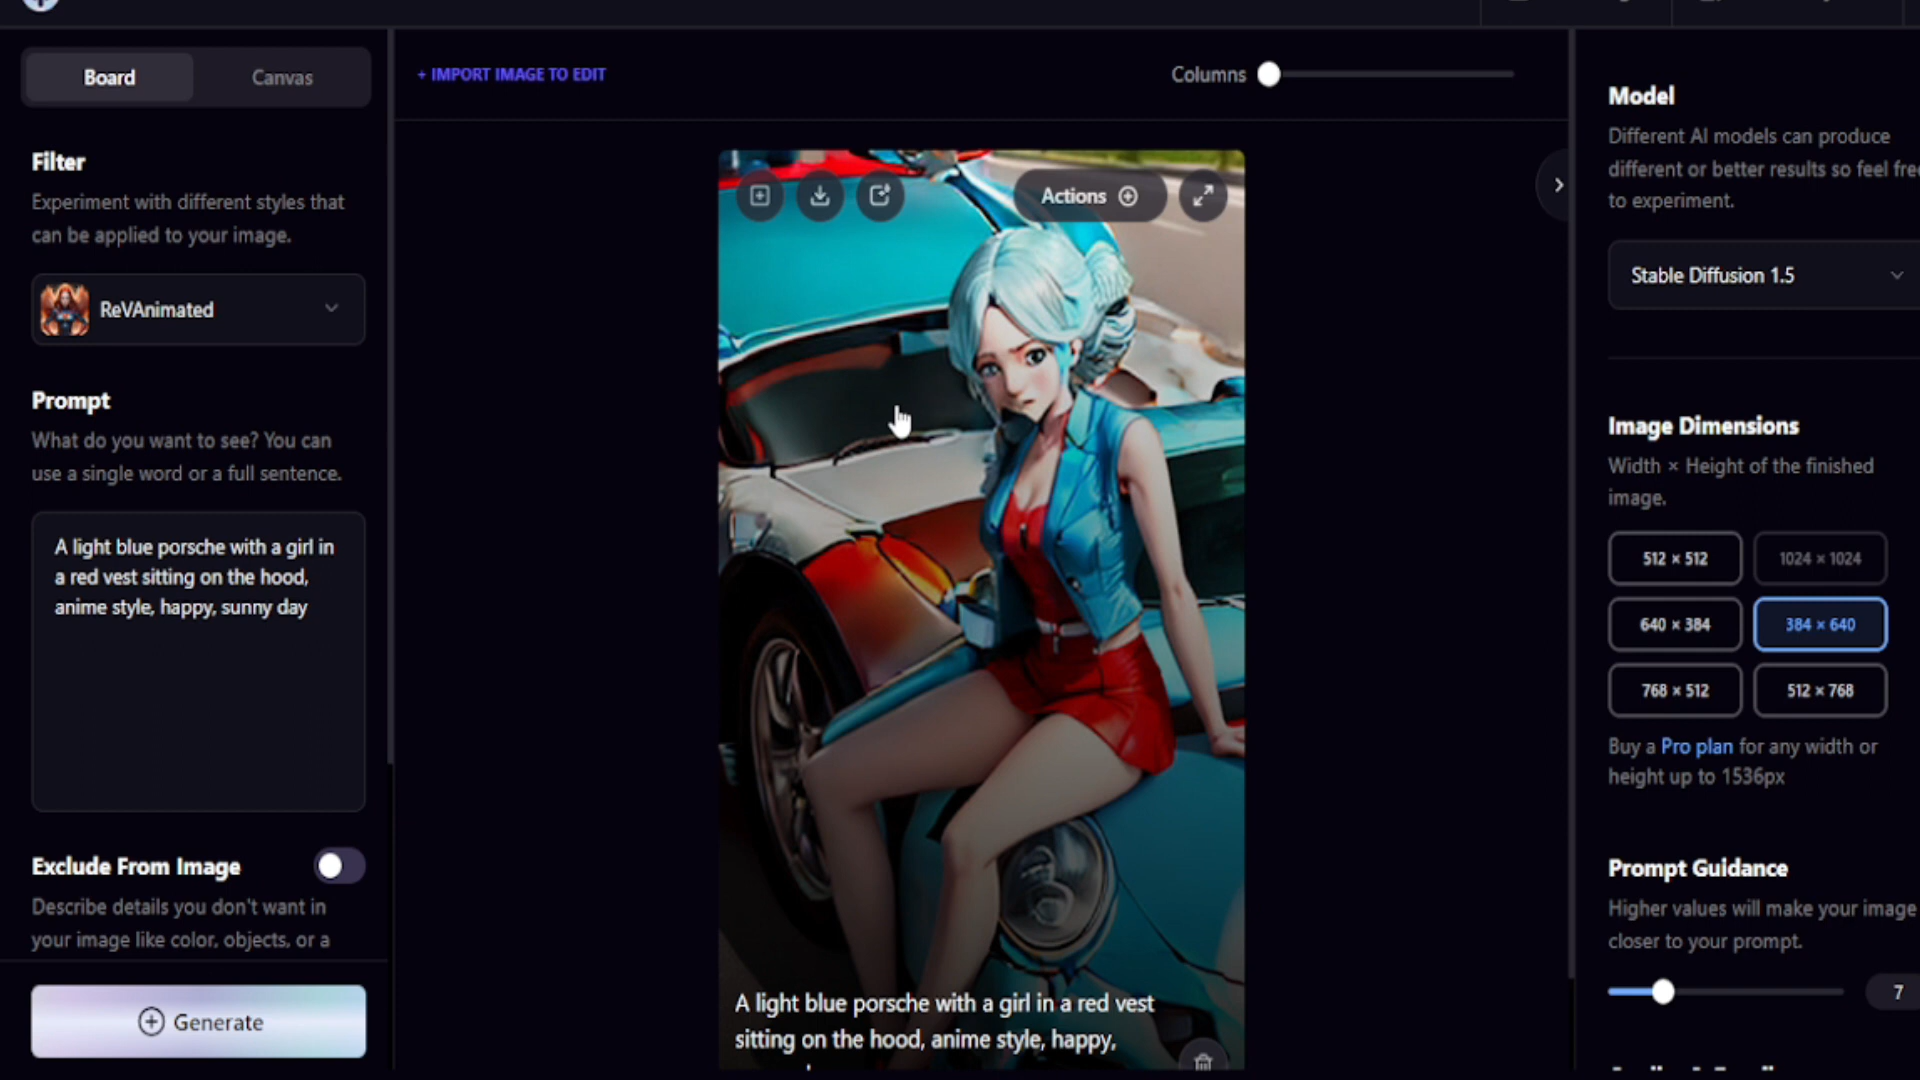 Board
Canvas
Filter
Experiment with different styles that
can be applied to your image.
ReVAnimated
Prompt
What do you want to see? You can
use a single word or a full sentence.
A light blue porsche with a girl in
a red vest sitting on the hood,
anime style, happy, sunny day
Exclude From Image
Describe details you don't want in
your image like color, objects, or a
Generate
+ IMPORT IMAGE TO EDIT
Columns
Actions
A light blue porsche with a girl in a red vest
sitting on the hood, anime style, happy,
Model
Different AI models can produce
different or better results so feel free
to experiment.
Stable Diffusion 1.5
Image Dimensions
Width × Height of the finished
image.
512 × 512
1024 × 1024
640 × 384
384 × 640
768 × 512
512 × 768
Buy a Pro plan for any width or
height up to 1536px
Prompt Guidance
Higher values will make your image
closer to your prompt.
7